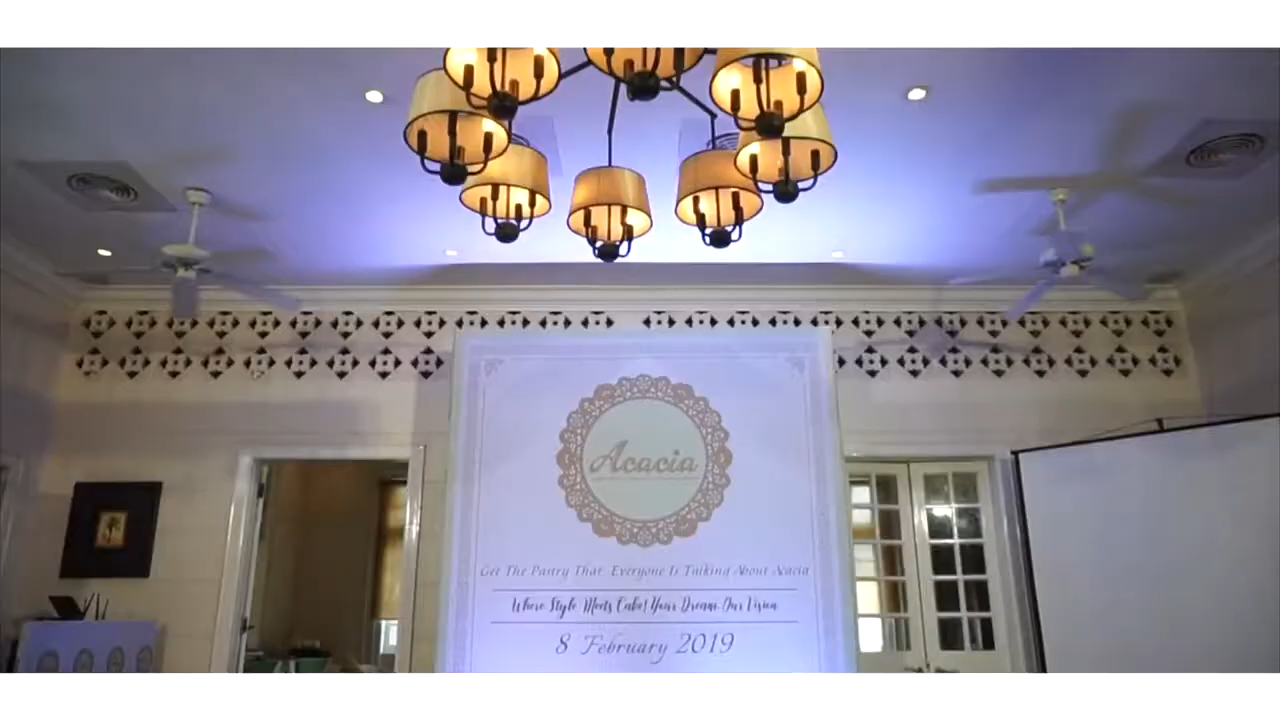 Acacia
Get The Pastry That Everyone Is Talking About Acacia
Where Style Meets Cake! Your Dream Our Vision
8 February 2019